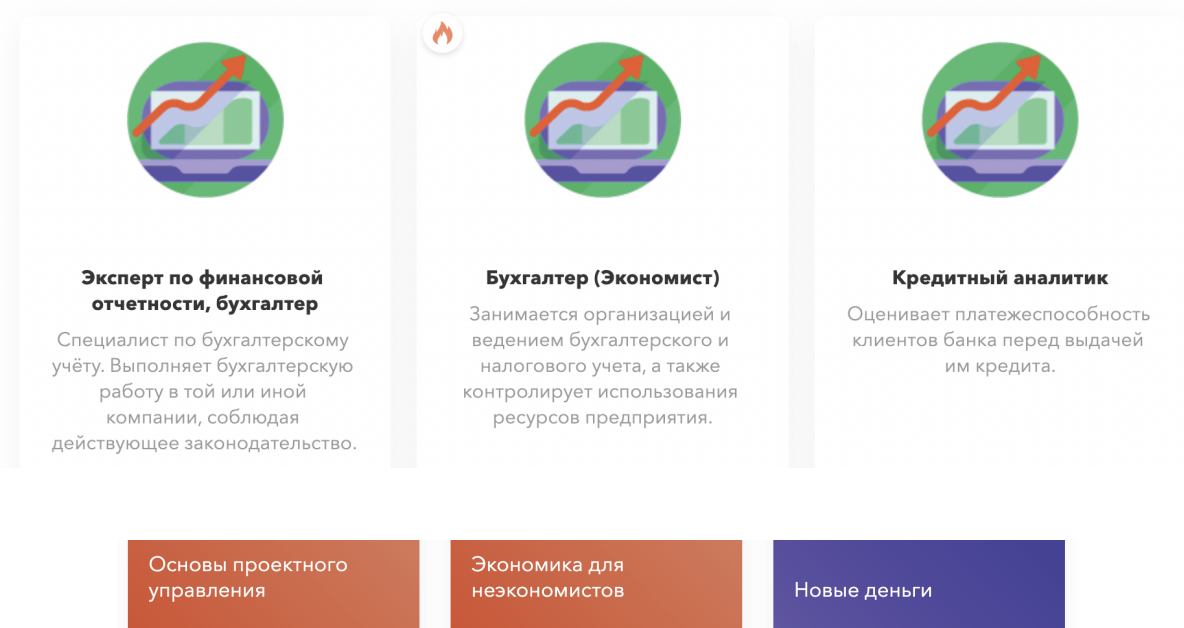 Эксперт по финансовой
отчетности, бухгалтер
Специалист по бухгалтерскому
учёту. Выполняет бухгалтерскую
работу в той или иной
компании, соблюдая
действующее законодательство.
Бухгалтер (Экономист)
Занимается организацией и
ведением бухгалтерского и
налогового учета, а также
контролирует использования
ресурсов предприятия.
Кредитный аналитик
Оценивает платежеспособность
клиентов банка перед выдачей
им кредита.
Основы проектного
управления
Экономика для
неэкономистов
Новые деньги